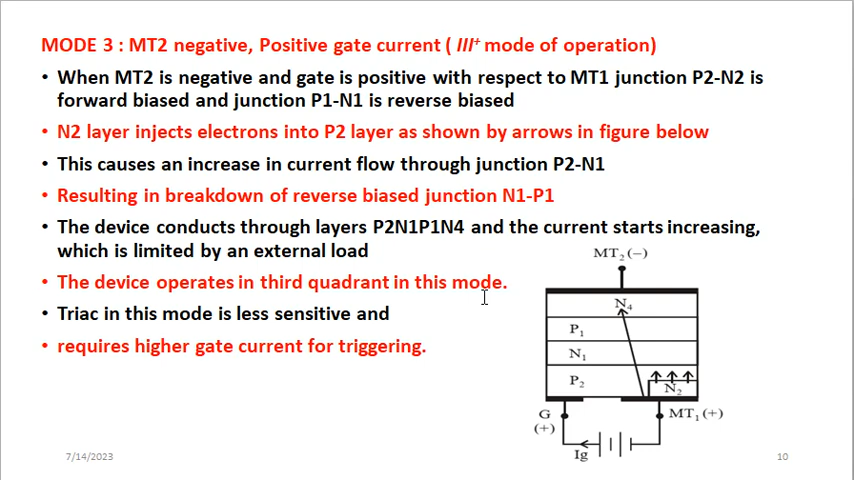 MODE 3 : MT2 negative, Positive gate current ( III+ mode of operation)
• When MT2 is negative and gate is positive with respect to MT1 junction P2-N2 is
forward biased and junction P1-N1 is reverse biased
• N2 layer injects electrons into P2 layer as shown by arrows in figure below
• This causes an increase in current flow through junction P2-N1
• Resulting in breakdown of reverse biased junction N1-P1
• The device conducts through layers P2N1P1N4 and the current starts increasing,
which is limited by an external load
• The device operates in third quadrant in this mode.
• Triac in this mode is less sensitive and
• requires higher gate current for triggering.
MT₂(−)
N₄
P₁
N₁
P₂
N₂
G
(+)
MT₁(+)
Ig
7/14/2023
10